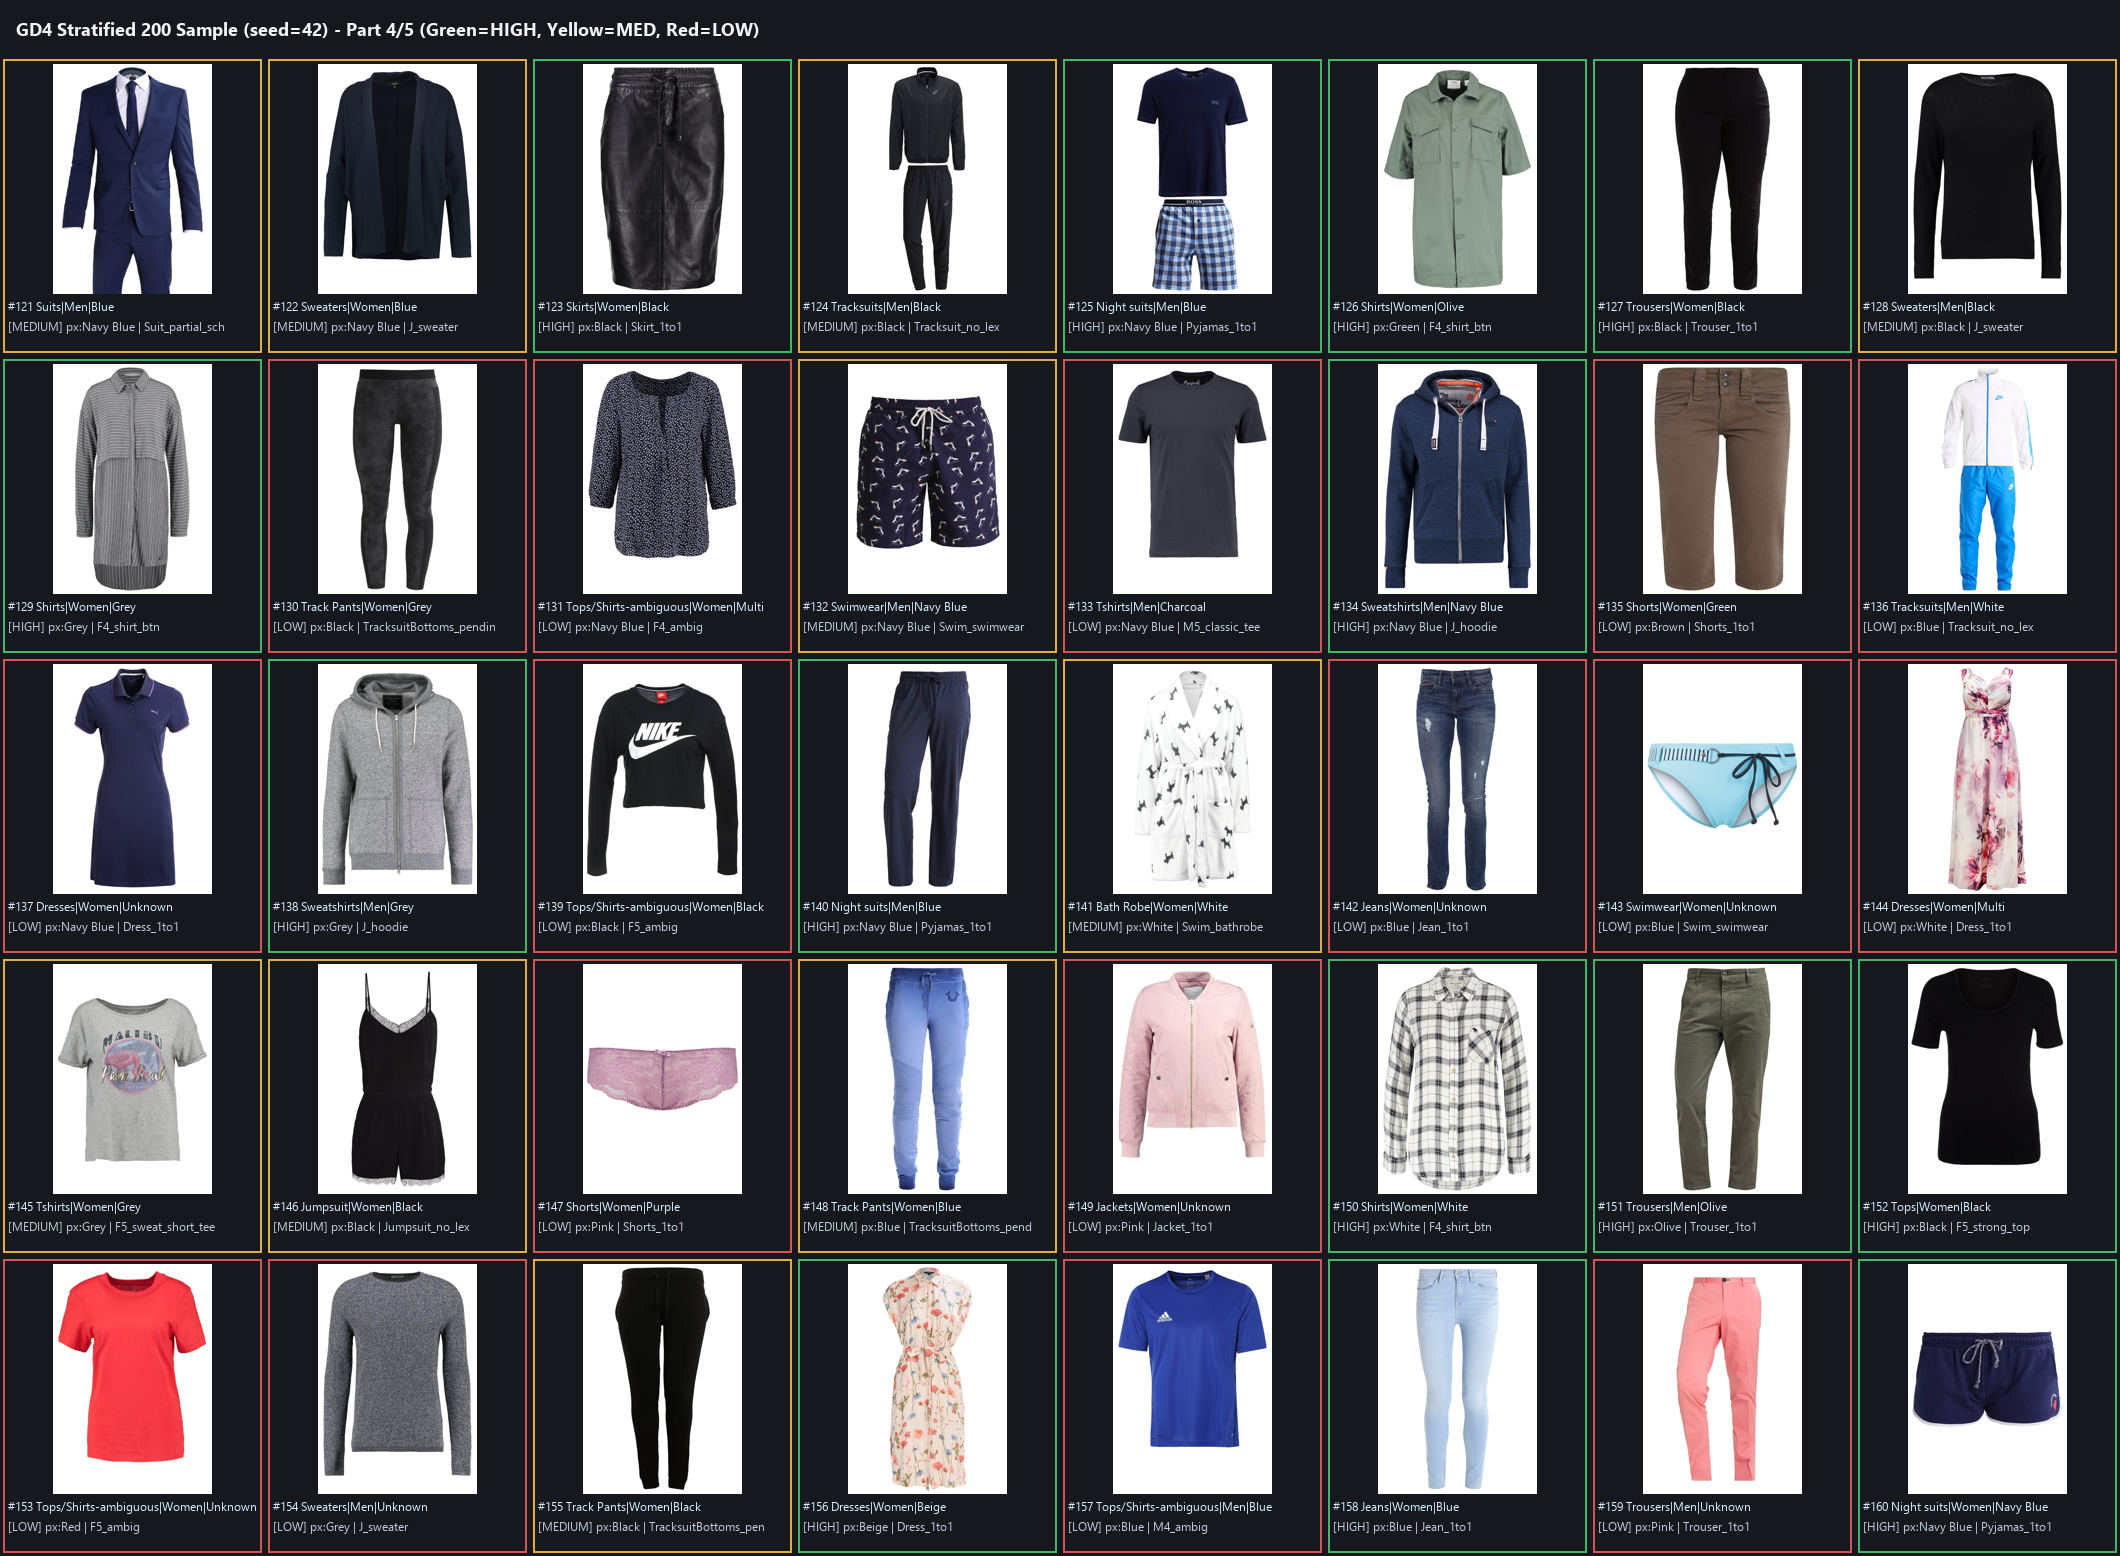 GD4 Stratified 200 Sample (seed=42) - Part 4/5 (Green=HIGH, Yellow=MED, Red=LOW)
#121 Suits|Men|Blue
[MEDIUM] px:Navy Blue | Suit_partial_sch
#122 Sweaters|Women|Blue
[MEDIUM] px:Navy Blue | J_sweater
#123 Skirts|Women|Black
[HIGH] px:Black | Skirt_1to1
#124 Tracksuits|Men|Black
[MEDIUM] px:Black | Tracksuit_no_lex
BOSS
#125 Night suits|Men|Blue
[HIGH] px:Navy Blue | Pyjamas_1to1
#126 Shirts|Women|Olive
[HIGH] px:Green | F4_shirt_btn
#127 Trousers|Women|Black
[HIGH] px:Black | Trouser_1to1
#128 Sweaters|Men|Black
[MEDIUM] px:Black | J_sweater
#129 Shirts|Women|Grey
[HIGH] px:Grey | F4_shirt_btn
#130 Track Pants|Women|Grey
[LOW] px:Black | TracksuitBottoms_pendin
#131 Tops/Shirts-ambiguous|Women|Multi
[LOW] px:Navy Blue | F4_ambig
#132 Swimwear|Men|Navy Blue
[MEDIUM] px:Navy Blue | Swim_swimwear
#133 Tshirts|Men|Charcoal
[LOW] px:Navy Blue | M5_classic_tee
#134 Sweatshirts|Men|Navy Blue
[HIGH] px:Navy Blue | J_hoodie
#135 Shorts|Women|Green
[LOW] px:Brown | Shorts_1to1
#136 Tracksuits|Men|White
[LOW] px:Blue | Tracksuit_no_lex
#137 Dresses|Women|Unknown
[LOW] px:Navy Blue | Dress_1to1
#138 Sweatshirts|Men|Grey
[HIGH] px:Grey | J_hoodie
NIKE
#139 Tops/Shirts-ambiguous|Women|Black
[LOW] px:Black | F5_ambig
#140 Night suits|Men|Blue
[HIGH] px:Navy Blue | Pyjamas_1to1
#141 Bath Robe|Women|White
[MEDIUM] px:White | Swim_bathrobe
#142 Jeans|Women|Unknown
[LOW] px:Blue | Jean_1to1
#143 Swimwear|Women|Unknown
[LOW] px:Blue | Swim_swimwear
#144 Dresses|Women|Multi
[LOW] px:White | Dress_1to1
MALIBU
#145 Tshirts|Women|Grey
[MEDIUM] px:Grey | F5_sweat_short_tee
#146 Jumpsuit|Women|Black
[MEDIUM] px:Black | Jumpsuit_no_lex
#147 Shorts|Women|Purple
[LOW] px:Pink | Shorts_1to1
#148 Track Pants|Women|Blue
[MEDIUM] px:Blue | TracksuitBottoms_pend
#149 Jackets|Women|Unknown
[LOW] px:Pink | Jacket_1to1
#150 Shirts|Women|White
[HIGH] px:White | F4_shirt_btn
#151 Trousers|Men|Olive
[HIGH] px:Olive | Trouser_1to1
#152 Tops|Women|Black
[HIGH] px:Black | F5_strong_top
#153 Tops/Shirts-ambiguous|Women|Unknown
[LOW] px:Red | F5_ambig
#154 Sweaters|Men|Unknown
[LOW] px:Grey | J_sweater
#155 Track Pants|Women|Black
[MEDIUM] px:Black | TracksuitBottoms_pen
#156 Dresses|Women|Beige
[HIGH] px:Beige | Dress_1to1
adidas
#157 Tops/Shirts-ambiguous|Men|Blue
[LOW] px:Blue | M4_ambig
#158 Jeans|Women|Blue
[HIGH] px:Blue | Jean_1to1
#159 Trousers|Men|Unknown
[LOW] px:Pink | Trouser_1to1
#160 Night suits|Women|Navy Blue
[HIGH] px:Navy Blue | Pyjamas_1to1